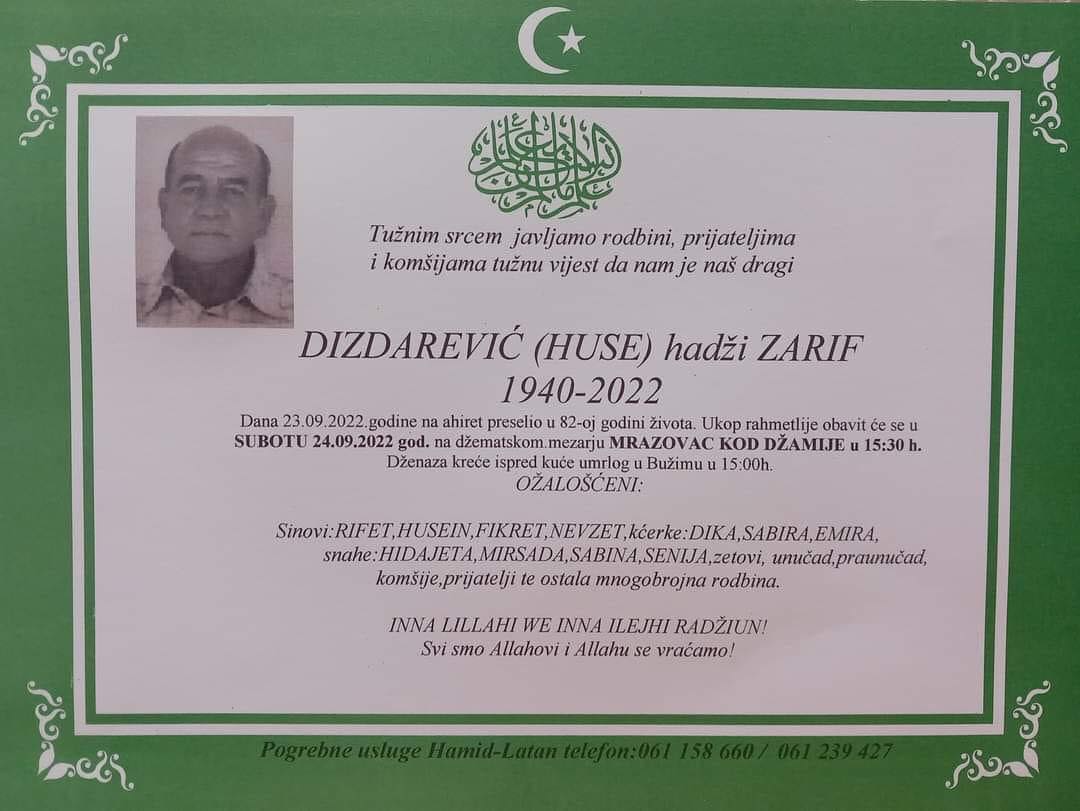 Tužnim srcem javljamo rodbini, prijateljima
i komšijama tužnu vijest da nam je naš dragi
DIZDAREVIĆ (HUSE) hadži ZARIF
1940-2022
Dana 23.09.2022.godine na ahiret preselio u 82-oj godini života. Ukop rahmetlije obavit će se u
SUBOTU 24.09.2022 god. na džematskom mezarju MRAZOVAC KOD DŽAMIJE u 15:30 h.
Dženaza kreće ispred kuće umrlog u Bužimu u 15:00h.
OŽALOŠĆENI:
Sinovi:RIFET,HUSEIN,FIKRET,NEVZET,kćerke:DIKA,SABIRA,EMIRA,
snahe:HIDAJETA,MIRSADA,SABINA,SENIJA,zetovi, unučad,praunučad,
komšije,prijatelji te ostala mnogobrojna rodbina.
INNA LILLAHI WE INNA ILEJHI RADŽIUN!
Svi smo Allahovi i Allahu se vraćamo!
Pogrebne usluge Hamid-Latan telefon:061 158 660 / 061 239 427